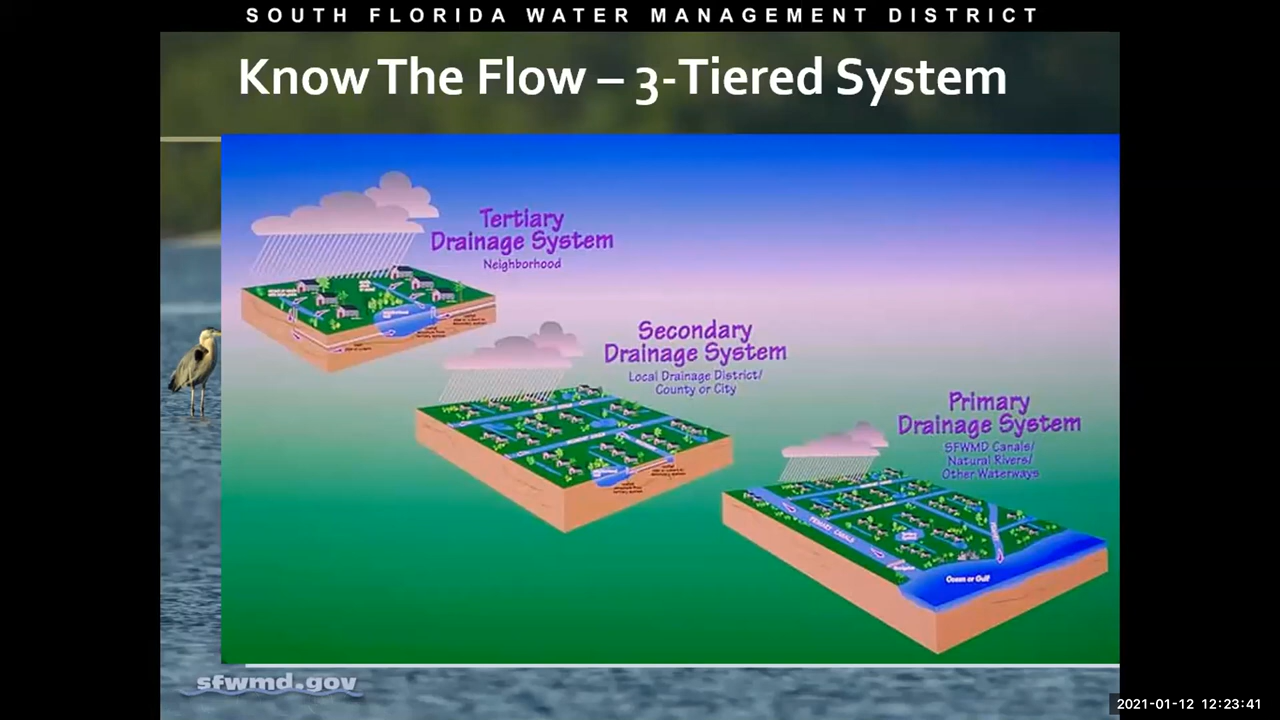 SOUTH FLORIDA WATER MANAGEMENT DISTRICT
Know The Flow – 3-Tiered System
Tertiary
Drainage System
Neighborhood
Secondary
Drainage System
Local Drainage District/
County or City
Primary
Drainage System
SFWMD Canals/
Natural Rivers/
Other Waterways
PRIMARY CANALS
Ocean or Gulf
sfwmd.gov
2021-01-12 12:23:41